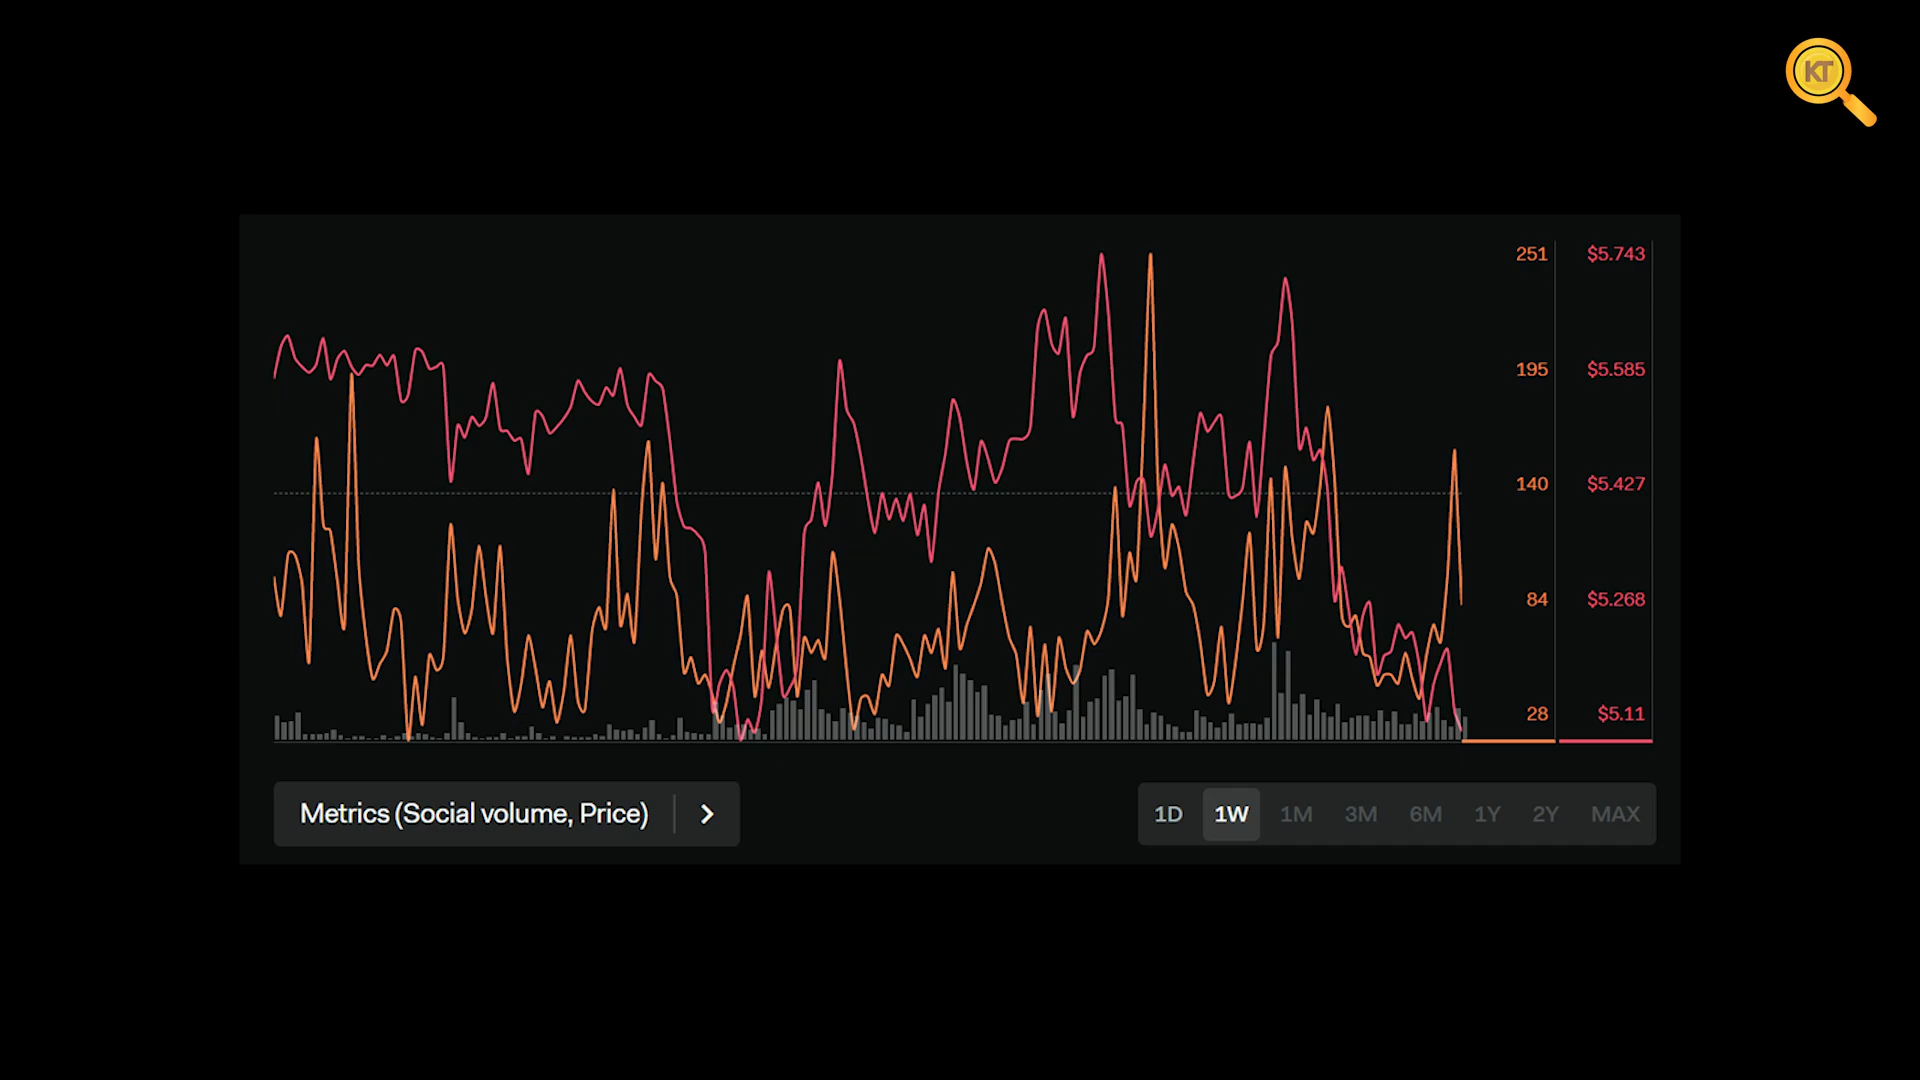 KT
251 $5.743
195 $5.585
140 $5.427
84 $5.268
28 $5.11
Metrics (Social volume, Price)
1D 1W 1M 3M 6M 1Y 2Y MAX